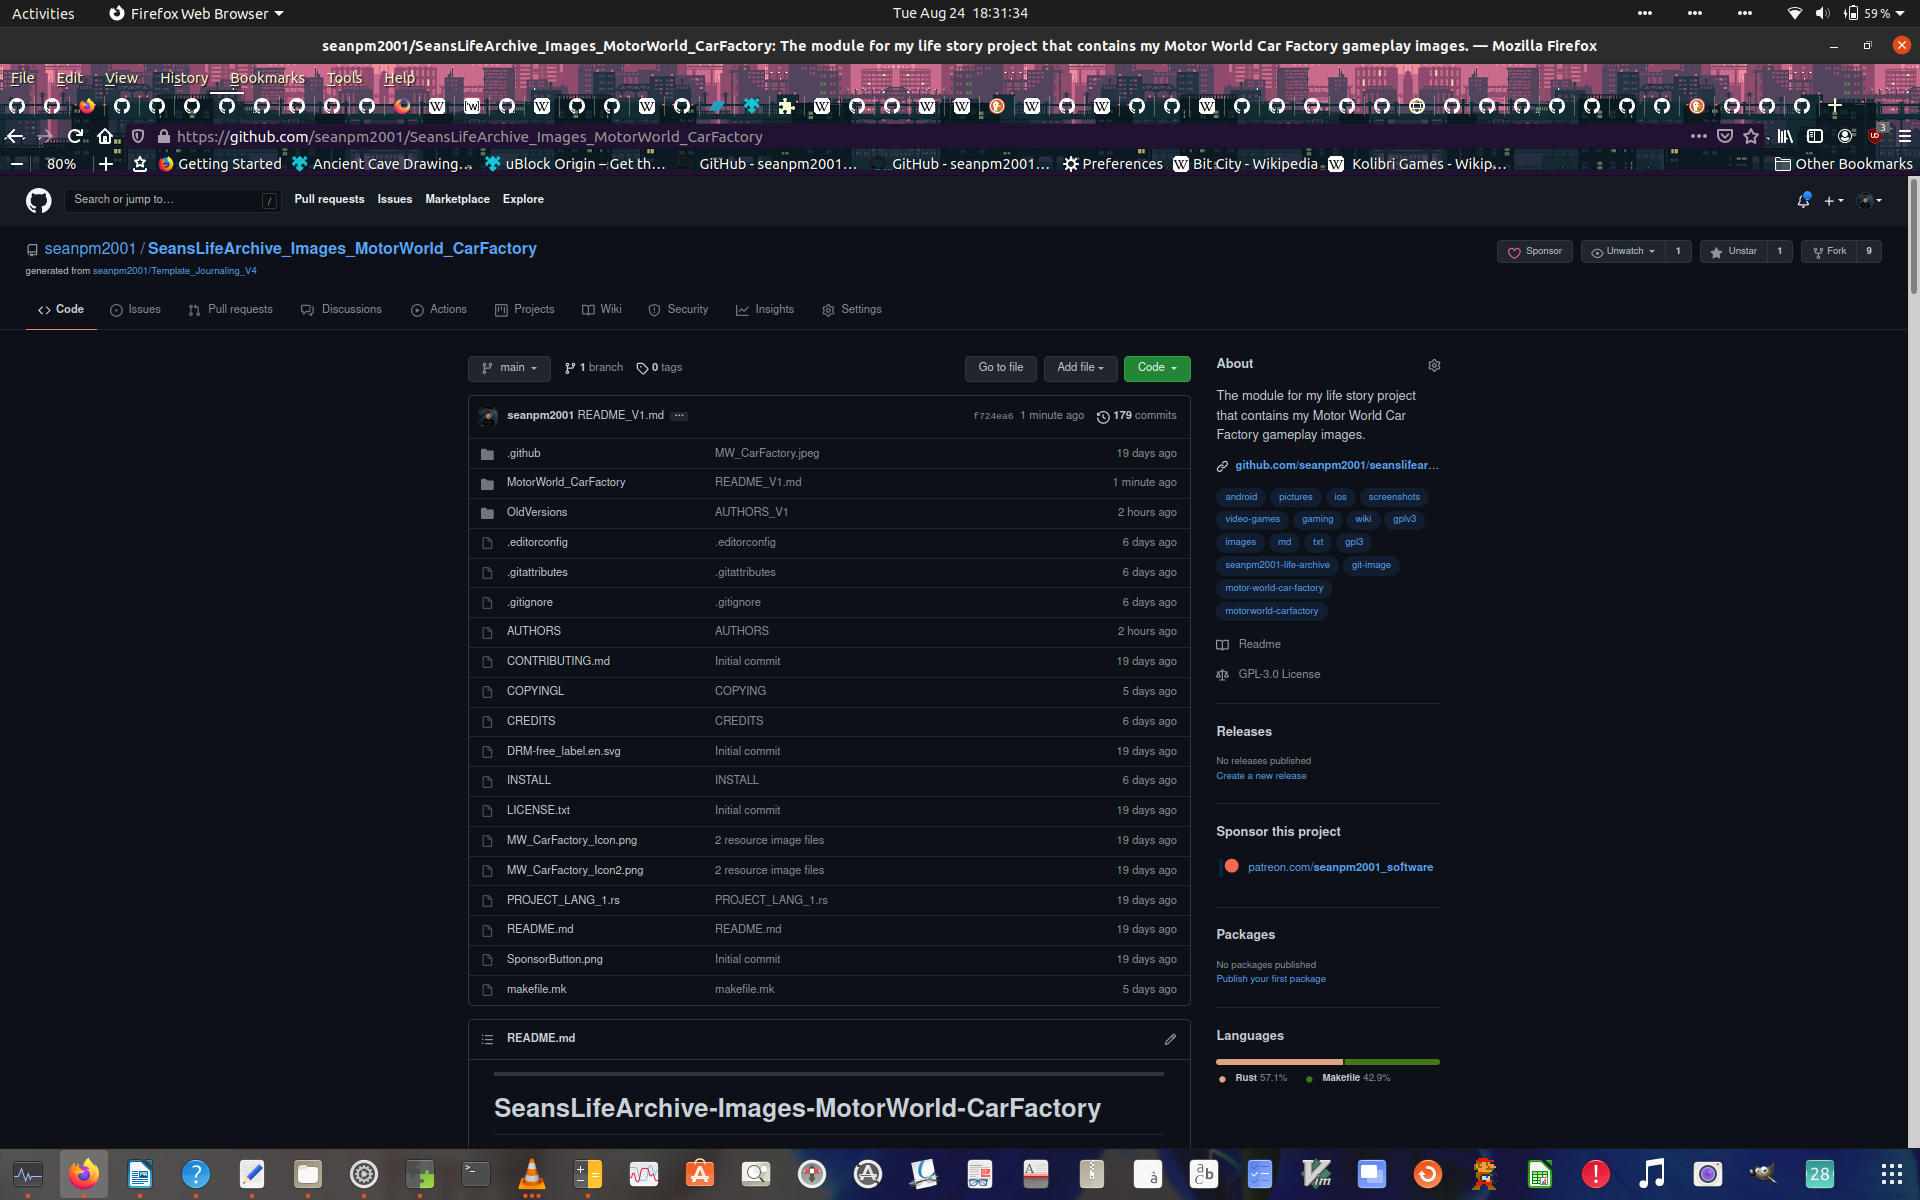 Activities Firefox Web Browser Tue Aug 24 18:31:34 59 %
seanpm2001/SeansLifeArchive_Images_MotorWorld_CarFactory: The module for my life story project that contains my Motor World Car Factory gameplay images. — Mozilla Firefox
File Edit View History Bookmarks Tools Help
https://github.com/seanpm2001/SeansLifeArchive_Images_MotorWorld_CarFactory 3
80% Getting Started Ancient Cave Drawing… uBlock Origin – Get th… GitHub - seanpm2001… GitHub - seanpm2001… Preferences Bit City - Wikipedia Kolibri Games - Wikip… Other Bookmarks
Search or jump to… / Pull requests Issues Marketplace Explore
seanpm2001 / SeansLifeArchive_Images_MotorWorld_CarFactory Sponsor Unwatch 1 Unstar 1 Fork 9
generated from seanpm2001/Template_Journaling_V4
Code Issues Pull requests Discussions Actions Projects Wiki Security Insights Settings
main 1 branch 0 tags Go to file Add file Code
seanpm2001 README_V1.md ... f724ea6 1 minute ago 179 commits
.github MW_CarFactory.jpeg 19 days ago
MotorWorld_CarFactory README_V1.md 1 minute ago
OldVersions AUTHORS_V1 2 hours ago
.editorconfig .editorconfig 6 days ago
.gitattributes .gitattributes 6 days ago
.gitignore .gitignore 6 days ago
AUTHORS AUTHORS 2 hours ago
CONTRIBUTING.md Initial commit 19 days ago
COPYINGL COPYING 5 days ago
CREDITS CREDITS 6 days ago
DRM-free_label.en.svg Initial commit 19 days ago
INSTALL INSTALL 6 days ago
LICENSE.txt Initial commit 19 days ago
MW_CarFactory_Icon.png 2 resource image files 19 days ago
MW_CarFactory_Icon2.png 2 resource image files 19 days ago
PROJECT_LANG_1.rs PROJECT_LANG_1.rs 19 days ago
README.md README.md 19 days ago
SponsorButton.png Initial commit 19 days ago
makefile.mk makefile.mk 5 days ago
README.md
SeansLifeArchive-Images-MotorWorld-CarFactory
About
The module for my life story project
that contains my Motor World Car
Factory gameplay images.
github.com/seanpm2001/seanslifear…
android pictures ios screenshots
video-games gaming wiki gplv3
images md txt gpl3
seanpm2001-life-archive git-image
motor-world-car-factory
motorworld-carfactory
Readme
GPL-3.0 License
Releases
No releases published
Create a new release
Sponsor this project
patreon.com/seanpm2001_software
Packages
No packages published
Publish your first package
Languages
Rust 57.1% Makefile 42.9%
28